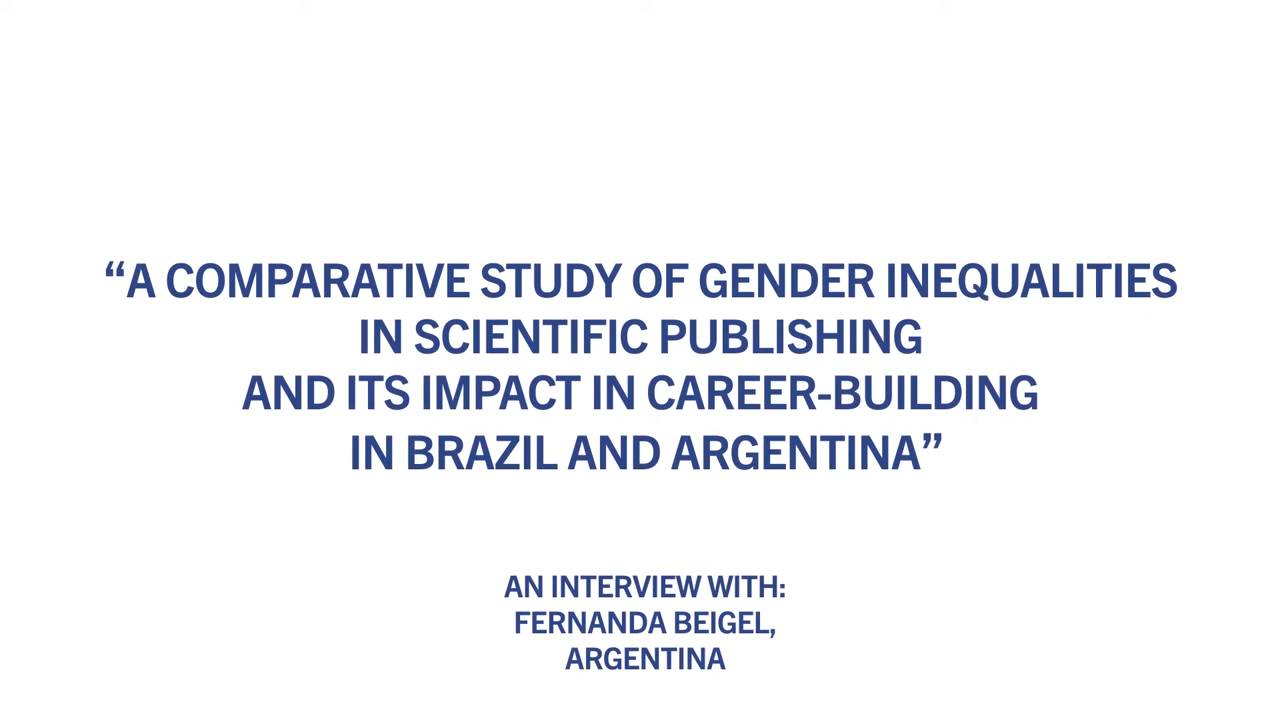 “A COMPARATIVE STUDY OF GENDER INEQUALITIES
IN SCIENTIFIC PUBLISHING
AND ITS IMPACT IN CAREER-BUILDING
IN BRAZIL AND ARGENTINA”
AN INTERVIEW WITH:
FERNANDA BEIGEL,
ARGENTINA